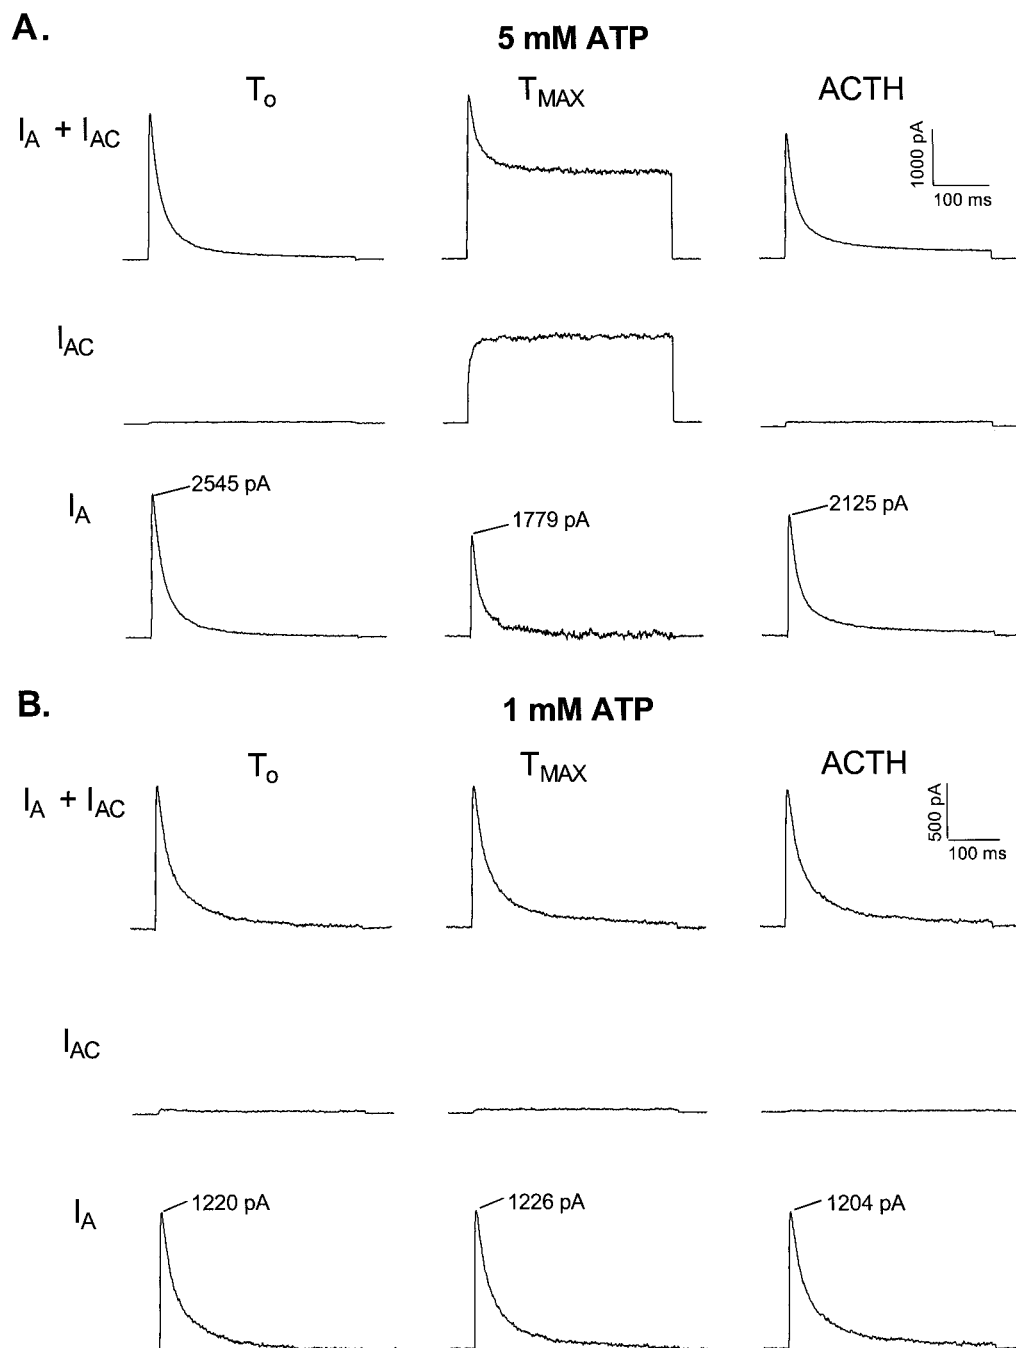 A.
5 mM ATP
To TMAX ACTH
IA + IAC
1000 pA
100 ms
IAC
IA
2545 pA
1779 pA
2125 pA
B.
1 mM ATP
To TMAX ACTH
IA + IAC
500 pA
100 ms
IAC
IA
1220 pA
1226 pA
1204 pA